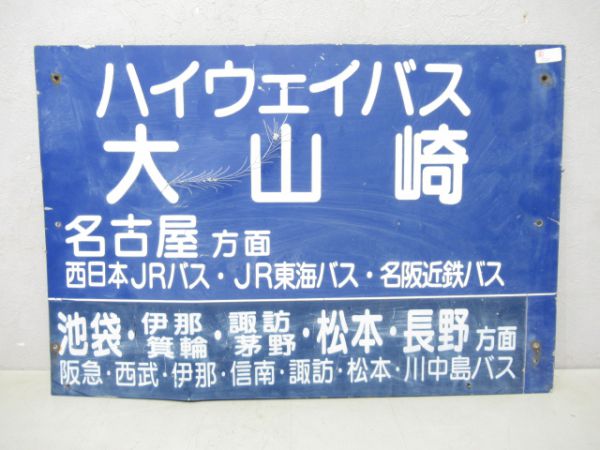 ハイウェイバス
大山崎
名古屋 方面
西日本JRバス・JR東海バス・名阪近鉄バス
池袋・伊那箕輪・諏訪茅野・松本・長野方面
阪急・西武・伊那・信南・諏訪・松本・川中島バス